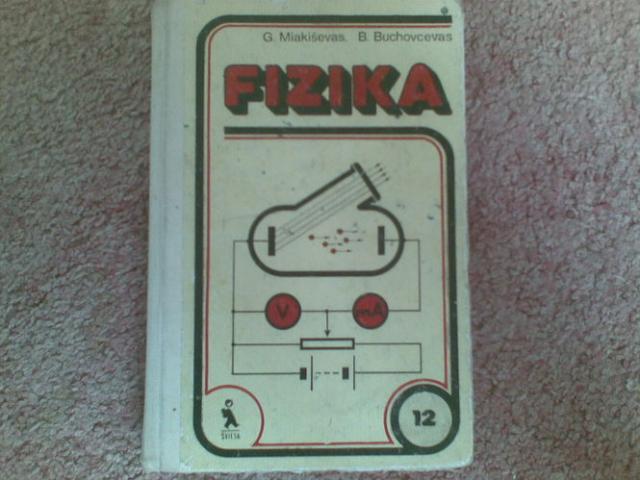 G. Miakiševas. B. Buchovcevas
FIZIKA
V
mA
ŠVIESA
12